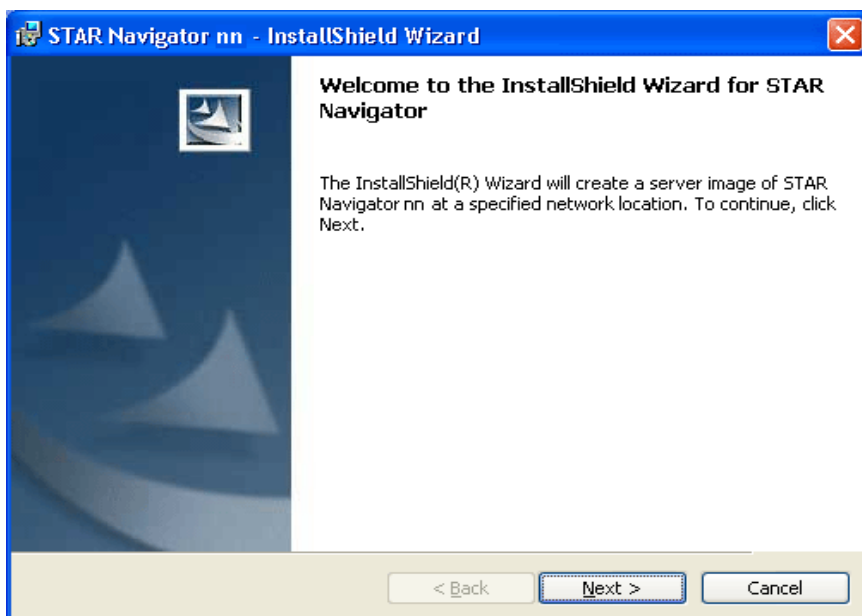 STAR Navigator nn - InstallShield Wizard
Welcome to the InstallShield Wizard for STAR
Navigator
The InstallShield(R) Wizard will create a server image of STAR
Navigator nn at a specified network location. To continue, click
Next.
< Back
Next >
Cancel